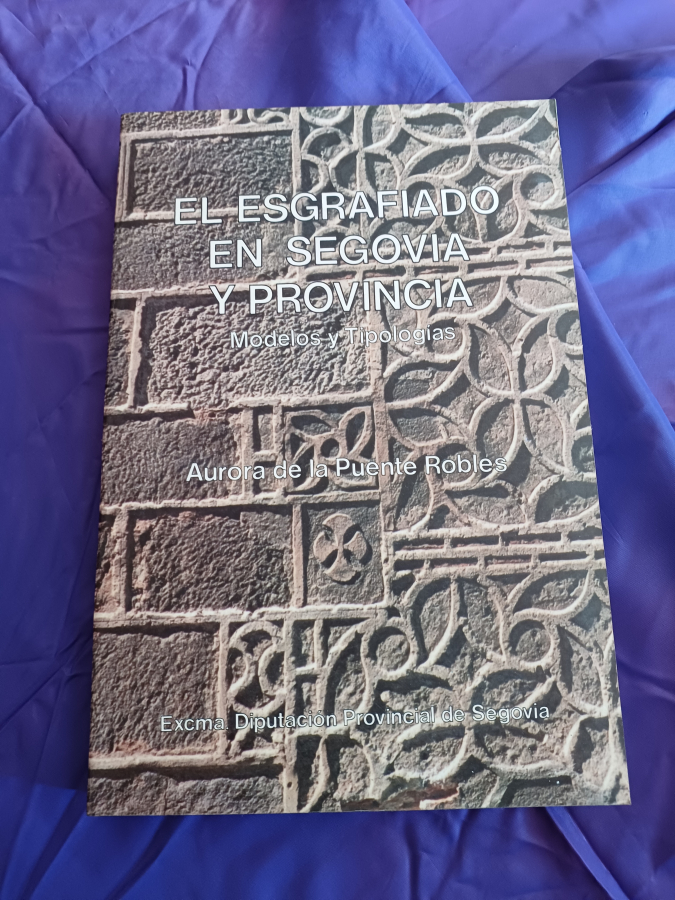 EL ESGRAFIADO
EN SEGOVIA
Y PROVINCIA
Modelos y Tipologías
Aurora de la Puente Robles
Excma. Diputación Provincial de Segovia